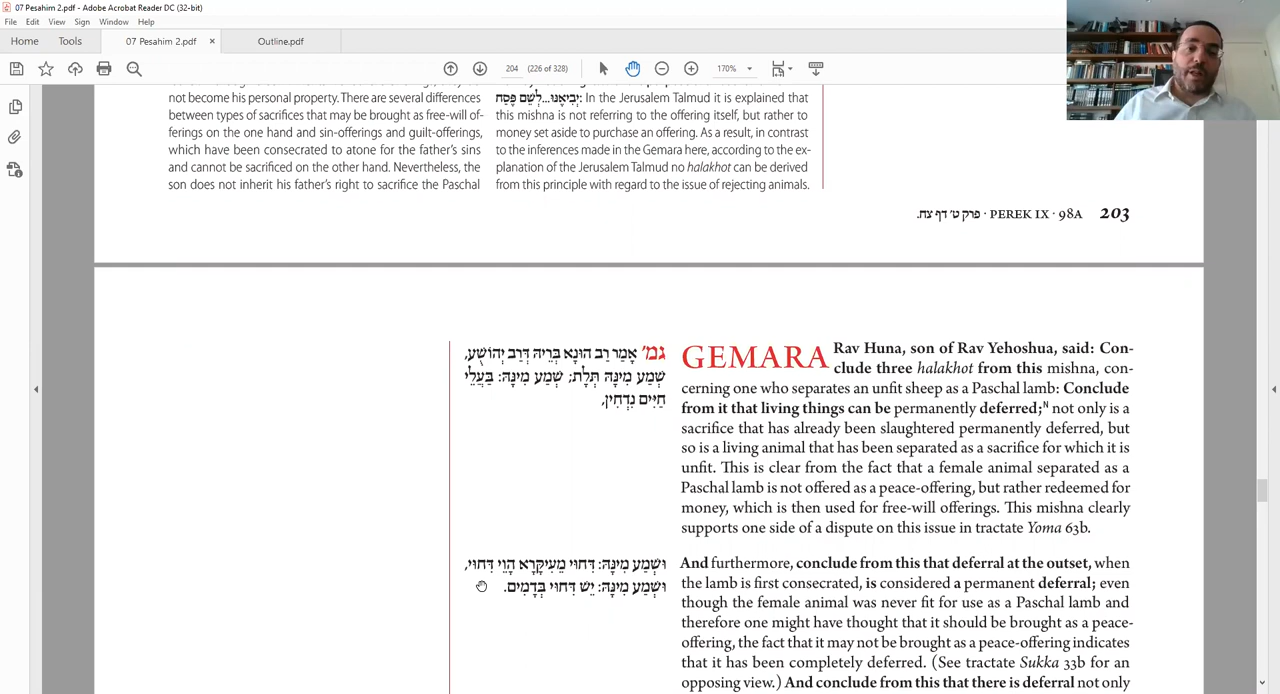 07 Pesahim 2.pdf - Adobe Acrobat Reader DC (32-bit)
File Edit View Sign Window Help
Home Tools 07 Pesahim 2.pdf × Outline.pdf
204 (226 of 328) 170%
not become his personal property. There are several differences
between types of sacrifices that may be brought as free-will of-
ferings on the one hand and sin-offerings and guilt-offerings,
which have been consecrated to atone for the father's sins
and cannot be sacrificed on the other hand. Nevertheless, the
son does not inherit his father's right to sacrifice the Paschal
יְבִיאֶנּוּ...לְשֵׁם פֶּסַח: In the Jerusalem Talmud it is explained that
this mishna is not referring to the offering itself, but rather to
money set aside to purchase an offering. As a result, in contrast
to the inferences made in the Gemara here, according to the ex-
planation of the Jerusalem Talmud no halakhot can be derived
from this principle with regard to the issue of rejecting animals.
פרק ט׳ דף צח. · PEREK IX · 98A 203
גמ׳ אָמַר רַב הוּנָא בְּרֵיהּ דְּרַב יְהוֹשֻׁעַ,
שְׁמַע מִינָּהּ תְּלָת; שְׁמַע מִינָּהּ: בַּעֲלֵי
חַיִּים נִדְחִין,
GEMARA Rav Huna, son of Rav Yehoshua, said: Con-
clude three halakhot from this mishna, con-
cerning one who separates an unfit sheep as a Paschal lamb: Conclude
from it that living things can be permanently deferred;N not only is a
sacrifice that has already been slaughtered permanently deferred, but
so is a living animal that has been separated as a sacrifice for which it is
unfit. This is clear from the fact that a female animal separated as a
Paschal lamb is not offered as a peace-offering, but rather redeemed for
money, which is then used for free-will offerings. This mishna clearly
supports one side of a dispute on this issue in tractate Yoma 63b.
וּשְׁמַע מִינָּהּ: דִּחוּי מֵעִיקָּרָא הָוֵי דִּחוּי,
וּשְׁמַע מִינָּהּ: יֵשׁ דִּחוּי בְּדָמִים.
And furthermore, conclude from this that deferral at the outset, when
the lamb is first consecrated, is considered a permanent deferral; even
though the female animal was never fit for use as a Paschal lamb and
therefore one might have thought that it should be brought as a peace-
offering, the fact that it may not be brought as a peace-offering indicates
that it has been completely deferred. (See tractate Sukka 33b for an
opposing view.) And conclude from this that there is deferral not only